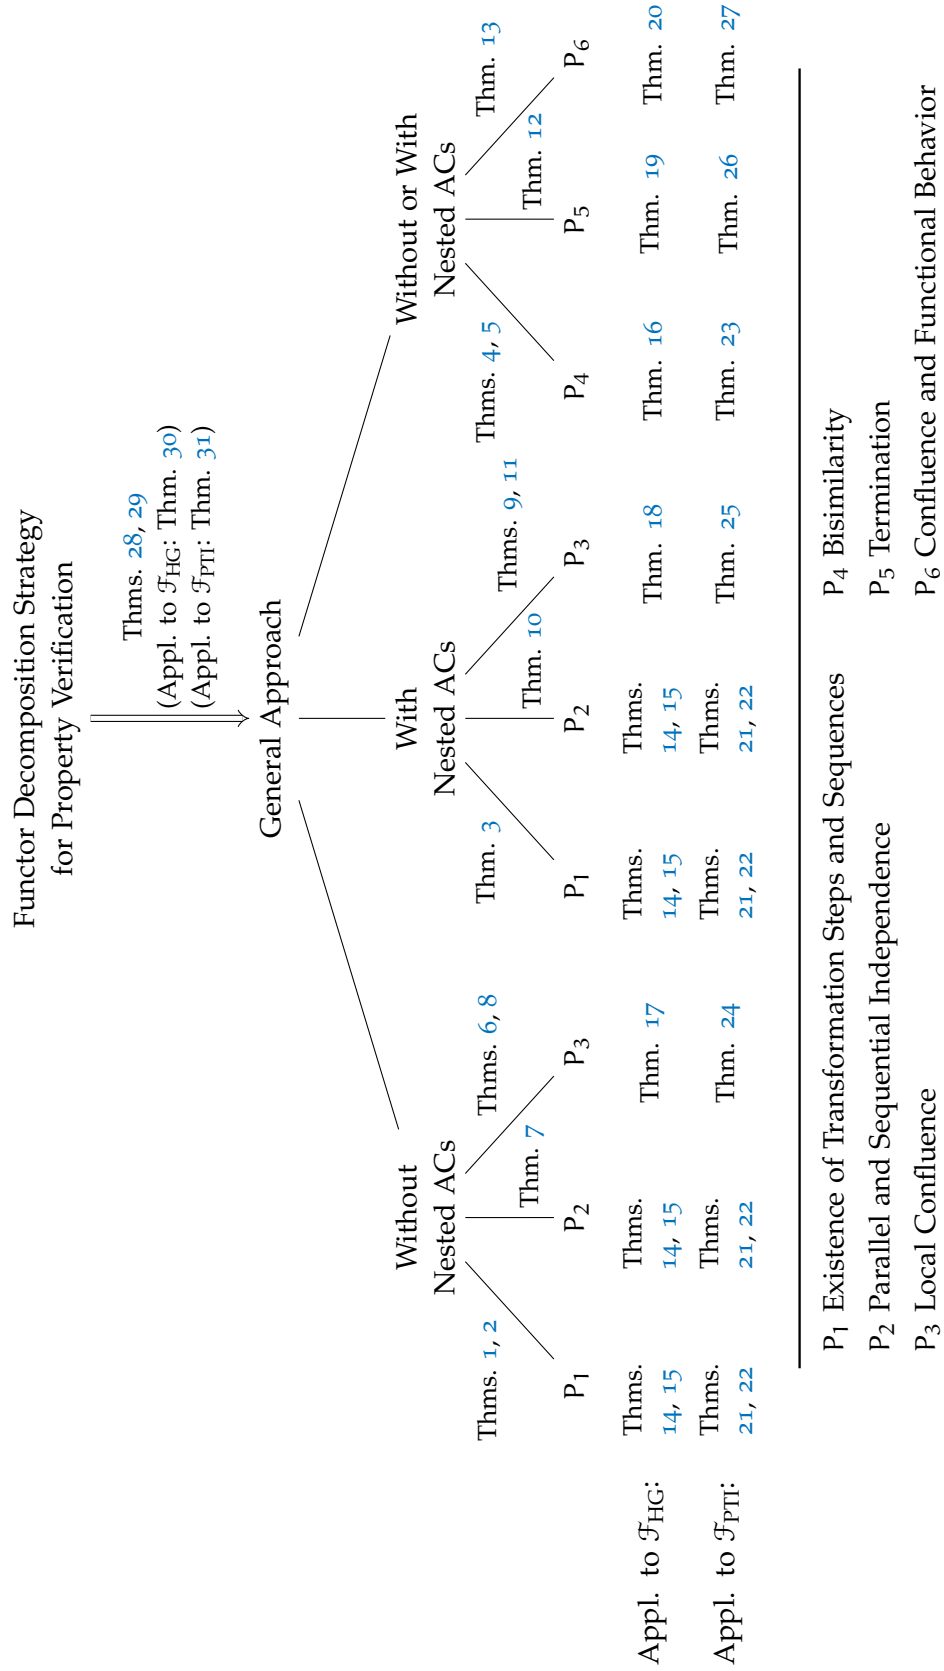 Functor Decomposition Strategy
for Property Verification
Thms. 28, 29
(Appl. to ℱHG: Thm. 30)
(Appl. to ℱPTI: Thm. 31)
General Approach
Without
Nested ACs
With
Nested ACs
Without or With
Nested ACs
Thms. 1, 2
Thm. 7
Thms. 6, 8
Thm. 3
Thm. 10
Thms. 9, 11
Thms. 4, 5
Thm. 12
Thm. 13
P1 P2 P3 P1 P2 P3 P4 P5 P6
Appl. to ℱHG:
Thms.
14, 15
Thms.
14, 15
Thm. 17
Thms.
14, 15
Thms.
14, 15
Thm. 18
Thm. 16
Thm. 19
Thm. 20
Appl. to ℱPTI:
Thms.
21, 22
Thms.
21, 22
Thm. 24
Thms.
21, 22
Thms.
21, 22
Thm. 25
Thm. 23
Thm. 26
Thm. 27
P1 Existence of Transformation Steps and Sequences
P2 Parallel and Sequential Independence
P3 Local Confluence
P4 Bisimilarity
P5 Termination
P6 Confluence and Functional Behavior